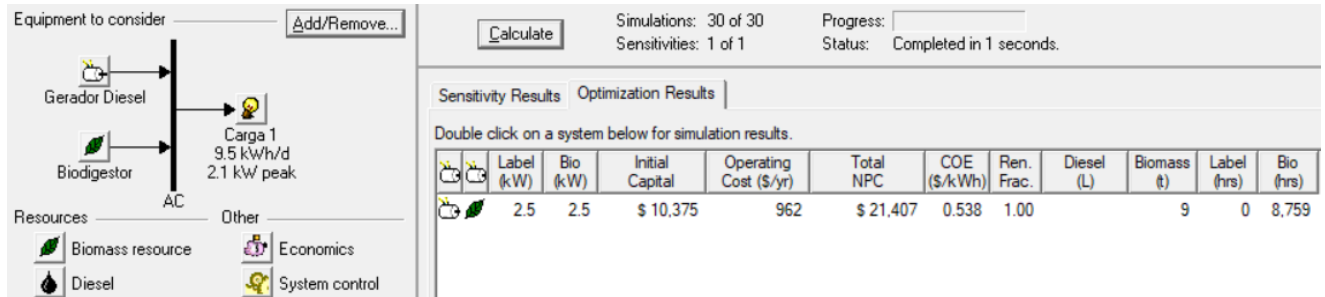 Equipment to consider
Add/Remove...
Gerador Diesel
Biodigestor
AC
Carga 1
9.5 kWh/d
2.1 kW peak
Resources
Other
Biomass resource
Economics
Diesel
System control
Calculate
Simulations: 30 of 30
Progress:
Sensitivities: 1 of 1
Status: Completed in 1 seconds.
Sensitivity Results
Optimization Results
Double click on a system below for simulation results.
Label (kW) Bio (kW) Initial Capital Operating Cost ($/yr) Total NPC COE ($/kWh) Ren. Frac. Diesel (L) Biomass (t) Label (hrs) Bio (hrs)
2.5 2.5 $ 10,375 962 $ 21,407 0.538 1.00 9 0 8,759